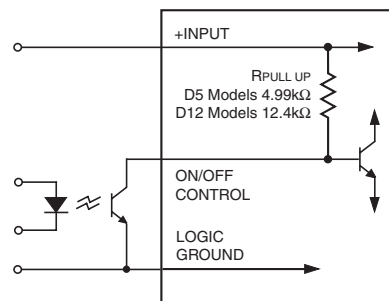 +INPUT
RPULL UP
D5 Models 4.99kΩ
D12 Models 12.4kΩ
ON/OFF
CONTROL
LOGIC
GROUND